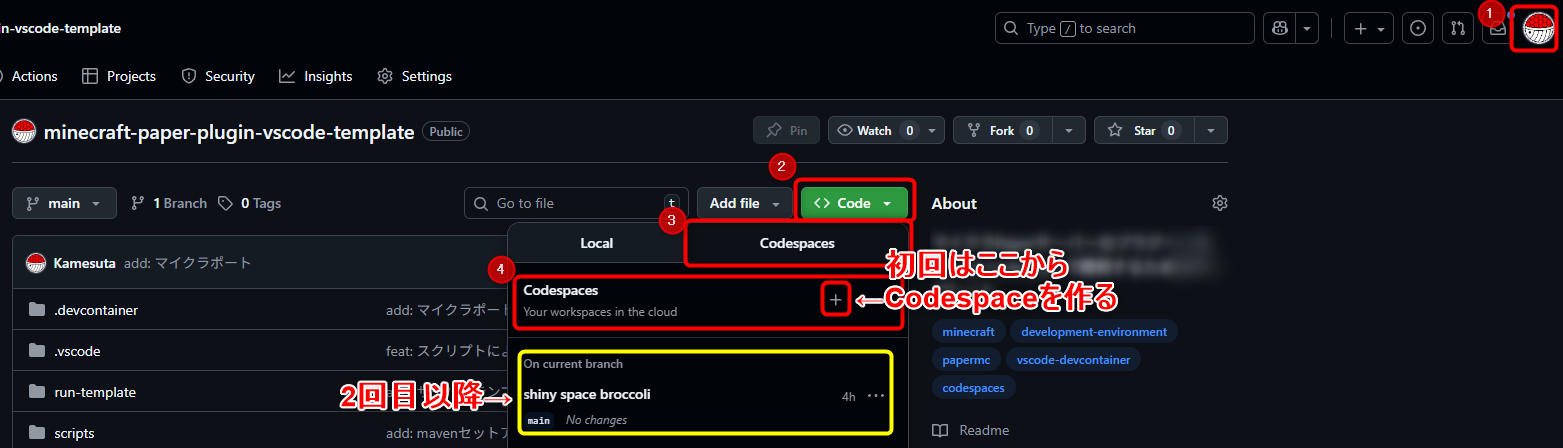 n-vscode-template
Type / to search
1
Actions
Projects
Security
Insights
Settings
minecraft-paper-plugin-vscode-template
Public
Pin
Watch 0
Fork 0
Star 0
2
main
1 Branch
0 Tags
Go to file
t
Add file
Code
About
3
Local
Codespaces
Kamesuta add: マイクラポート
4
Codespaces
Your workspaces in the cloud
初回はここから
←Codespaceを作る
.devcontainer
add: マイクラポート
.vscode
feat: スクリプトによ
run-template
scripts
add: mavenセットア
On current branch
2回目以降→
shiny space broccoli
4h
main
No changes
minecraft
development-environment
papermc
vscode-devcontainer
codespaces
Readme